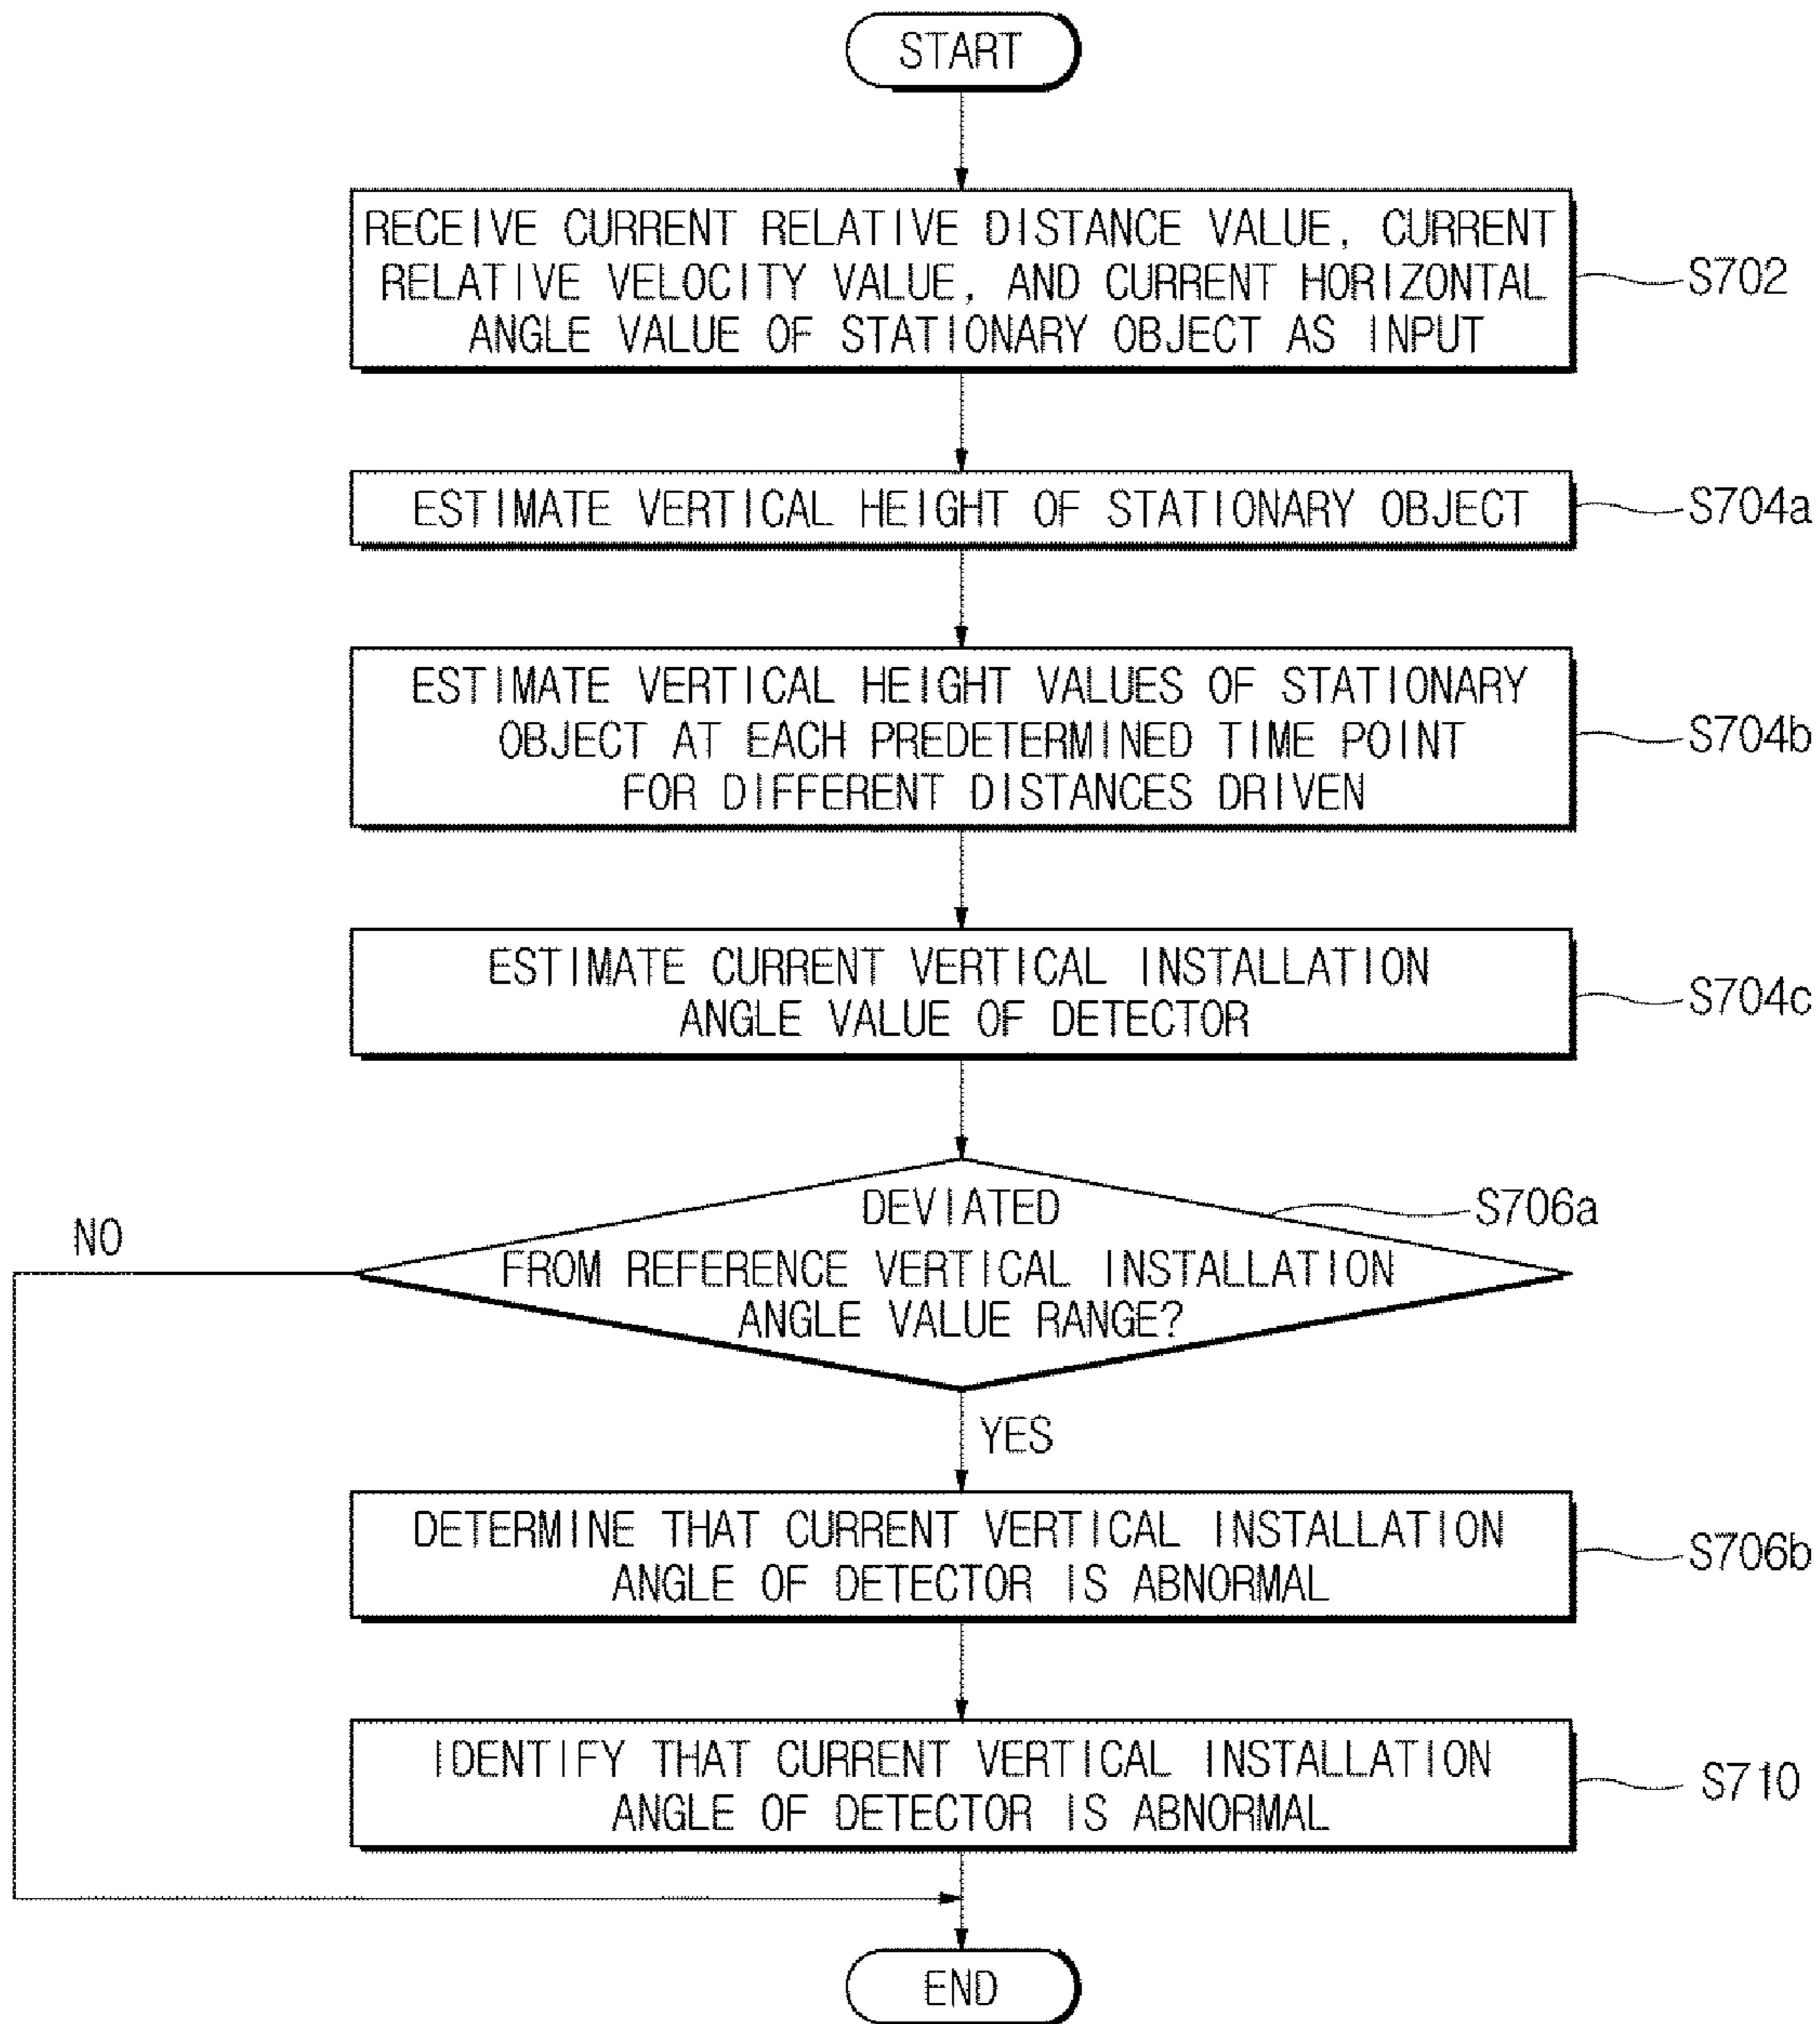 START
RECEIVE CURRENT RELATIVE DISTANCE VALUE, CURRENT
RELATIVE VELOCITY VALUE, AND CURRENT HORIZONTAL
ANGLE VALUE OF STATIONARY OBJECT AS INPUT
S702
ESTIMATE VERTICAL HEIGHT OF STATIONARY OBJECT
S704a
ESTIMATE VERTICAL HEIGHT VALUES OF STATIONARY
OBJECT AT EACH PREDETERMINED TIME POINT
FOR DIFFERENT DISTANCES DRIVEN
S704b
ESTIMATE CURRENT VERTICAL INSTALLATION
ANGLE VALUE OF DETECTOR
S704c
DEVIATED
FROM REFERENCE VERTICAL INSTALLATION
ANGLE VALUE RANGE?
S706a
NO
YES
DETERMINE THAT CURRENT VERTICAL INSTALLATION
ANGLE OF DETECTOR IS ABNORMAL
S706b
IDENTIFY THAT CURRENT VERTICAL INSTALLATION
ANGLE OF DETECTOR IS ABNORMAL
S710
END